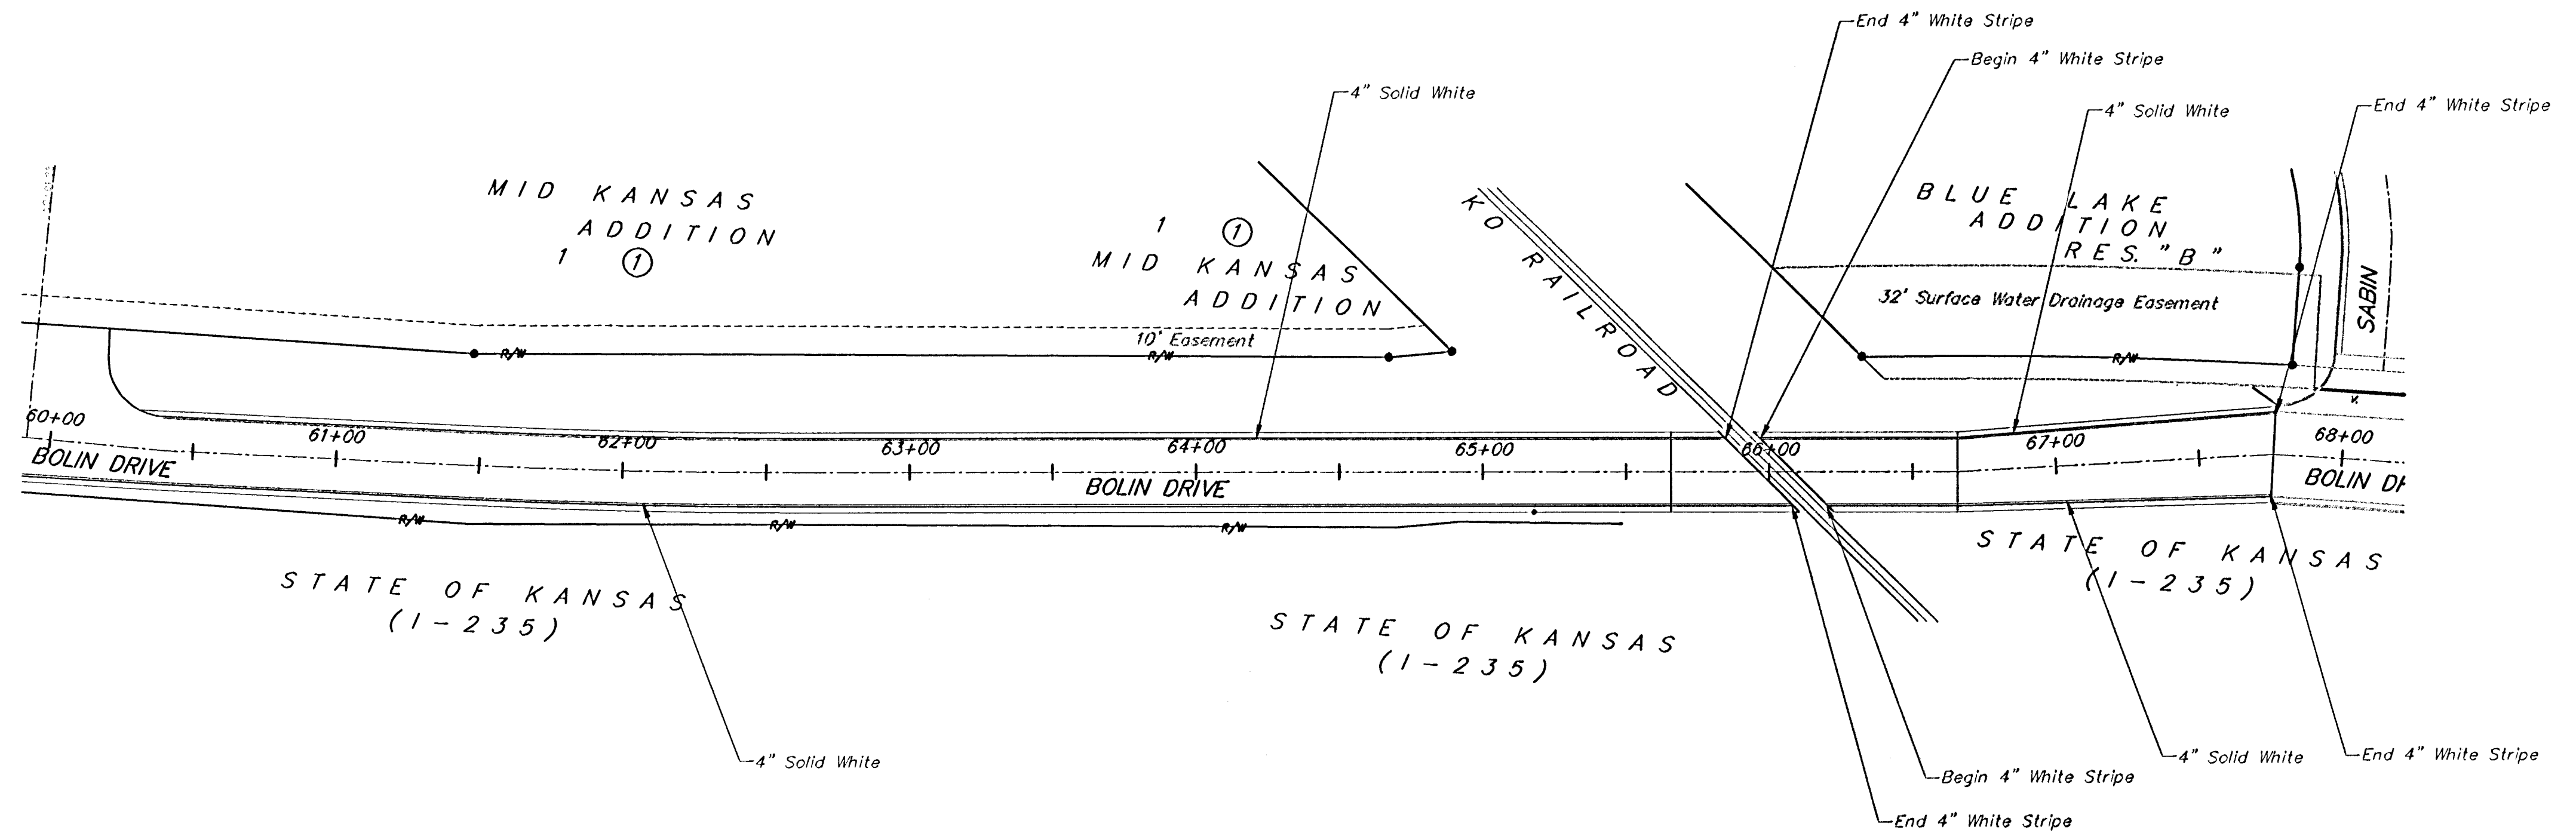 End 4" White Stripe
Begin 4" White Stripe
4" Solid White
4" Solid White
End 4" White Stripe
MID KANSAS
ADDITION
1 1
1 1
MID KANSAS
ADDITION
KO RAILROAD
BLUE LAKE
ADDITION
RES. "B"
32' Surface Water Drainage Easement
SABIN
10' Easement
R/W
R/W
R/W
60+00
61+00
62+00
63+00
64+00
65+00
66+00
67+00
68+00
BOLIN DRIVE
BOLIN DRIVE
BOLIN DR
R/W
R/W
R/W
STATE OF KANSAS
(I-235)
STATE OF KANSAS
(I-235)
STATE OF KANSAS
(I-235)
4" Solid White
Begin 4" White Stripe
End 4" White Stripe
4" Solid White
End 4" White Stripe